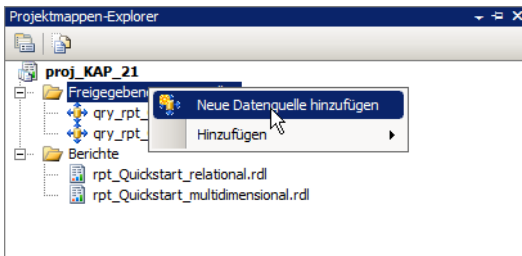 Projektmappen-Explorer
proj_KAP_21
Freigegebene
Neue Datenquelle hinzufügen
qry_rpt_
qry_rpt_
Hinzufügen
Berichte
rpt_Quickstart_relational.rdl
rpt_Quickstart_multidimensional.rdl